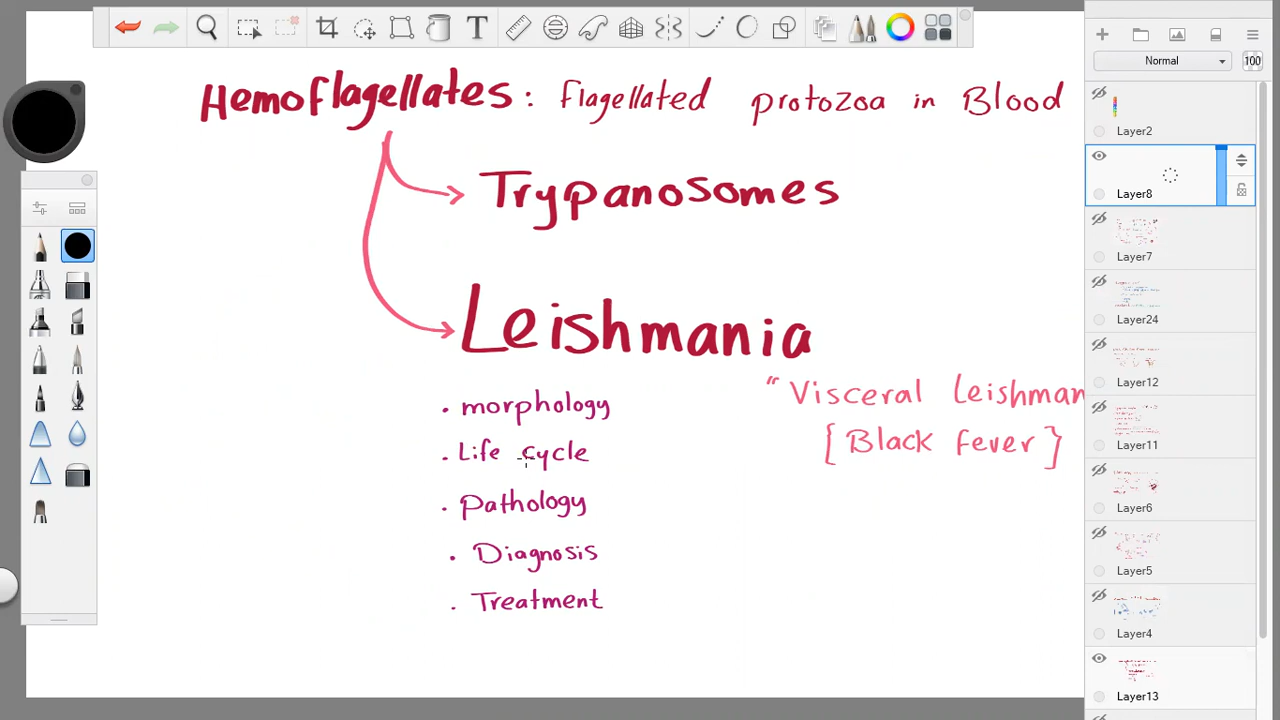 Hemoflagellates : flagellated protozoa in Blood
Trypanosomes
Leishmania
. morphology
. Life cycle
. Pathology
. Diagnosis
. Treatment
" Visceral Leishman
[ Black fever }
T
Normal
100
Layer2
Layer8
Layer7
Layer24
Layer12
Layer11
Layer6
Layer5
Layer4
Layer13